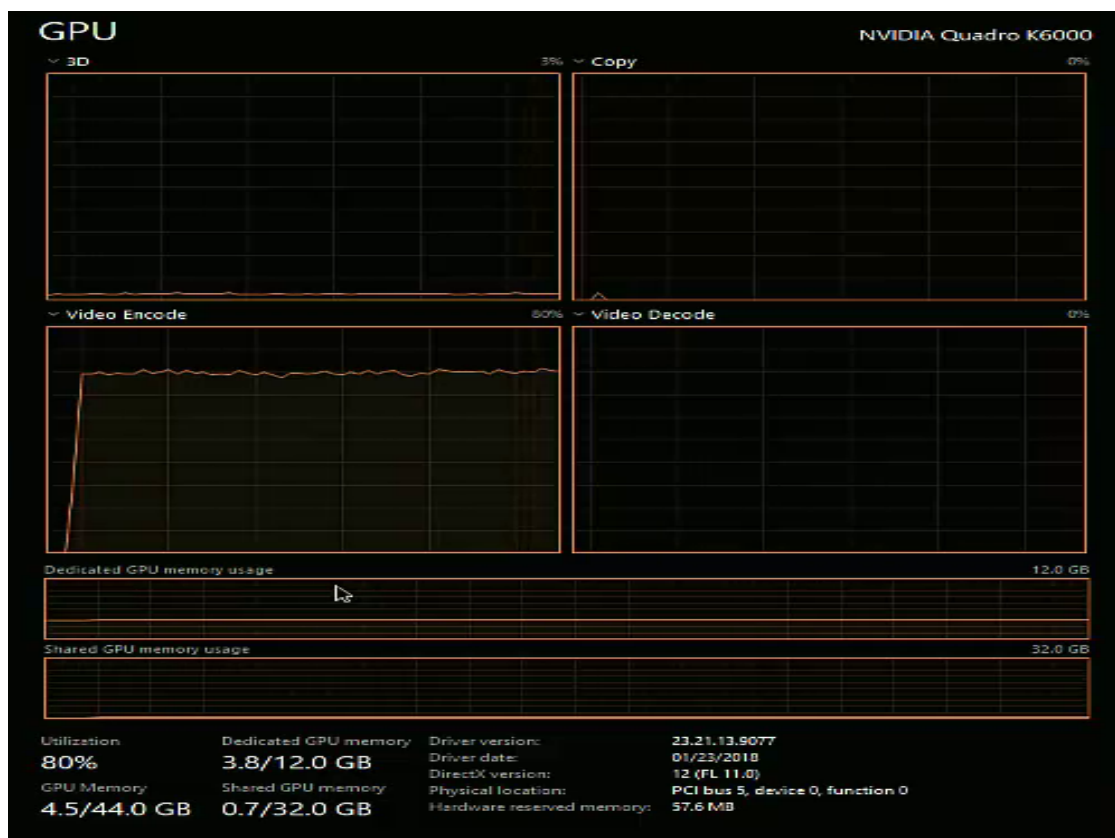 GPU NVIDIA Quadro K6000
3D 3% Copy 0%
Video Encode 80% Video Decode 0%
Dedicated GPU memory usage 12.0 GB
Shared GPU memory usage 32.0 GB
Utilization Dedicated GPU memory Driver version: 23.21.13.9077
80% 3.8/12.0 GB Driver date: 01/23/2018
DirectX version: 12 (FL 11.0)
GPU Memory Shared GPU memory Physical location: PCI bus 5, device 0, function 0
4.5/44.0 GB 0.7/32.0 GB Hardware reserved memory: 57.6 MB